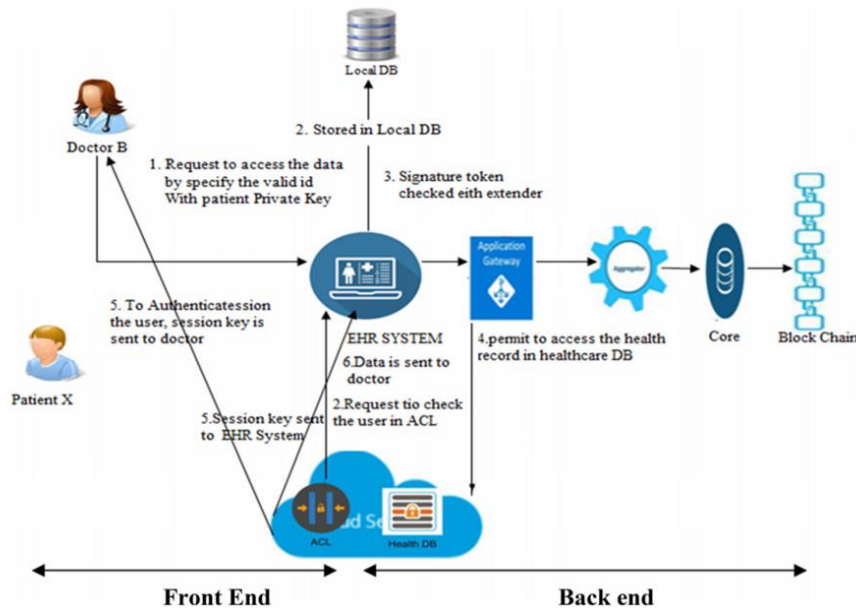 Local DB
2. Stored in Local DB
Doctor B
1. Request to access the data
by specify the valid id
With patient Private Key
3. Signature token
checked eith extender
Application
Gateway
Aggregator
5. To Authenticatession
the user, session key is
sent to doctor
EHR SYSTEM
4.permit to access the health
record in healthcare DB
Core
Block Chain
6.Data is sent to
doctor
Patient X
5.Session key sent
to EHR System
2.Request tio check
the user in ACL
ud Se
ACL
Health DB
Front End
Back end